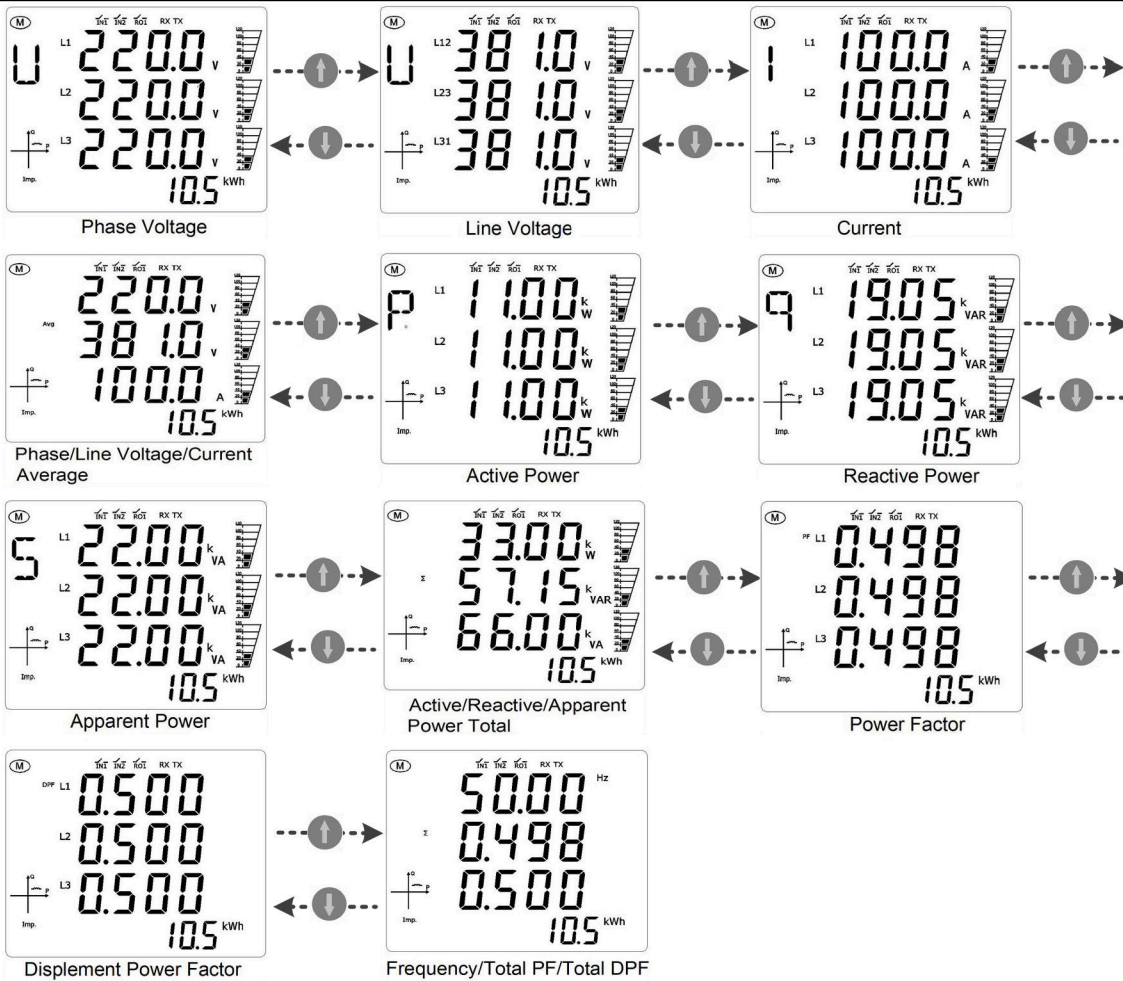 M IN1 IN2 RO1 RX TX
U L1 220.0 V
L2 220.0 V
L3 220.0 V
Q P
Imp.
10.5 kWh
Phase Voltage
M IN1 IN2 RO1 RX TX
U L12 381.0 V
L23 381.0 V
L31 381.0 V
Q P
Imp.
10.5 kWh
Line Voltage
M IN1 IN2 RO1 RX TX
I L1 100.0 A
L2 100.0 A
L3 100.0 A
Q P
Imp.
10.5 kWh
Current
M IN1 IN2 RO1 RX TX
220.0 V
Avg 381.0 V
100.0 A
Q P
Imp.
10.5 kWh
Phase/Line Voltage/Current
Average
M IN1 IN2 RO1 RX TX
P L1 11.00 kW
L2 11.00 kW
L3 11.00 kW
Q P
Imp.
10.5 kWh
Active Power
M IN1 IN2 RO1 RX TX
q L1 19.05 kVAR
L2 19.05 kVAR
L3 19.05 kVAR
Q P
Imp.
10.5 kWh
Reactive Power
M IN1 IN2 RO1 RX TX
S L1 22.00 kVA
L2 22.00 kVA
L3 22.00 kVA
Q P
Imp.
10.5 kWh
Apparent Power
M IN1 IN2 RO1 RX TX
33.00 kW
Σ 57.15 kVAR
66.00 kVA
Q P
Imp.
10.5 kWh
Active/Reactive/Apparent
Power Total
M IN1 IN2 RO1 RX TX
PF L1 0.498
L2 0.498
L3 0.498
Q P
Imp.
10.5 kWh
Power Factor
M IN1 IN2 RO1 RX TX
DPF L1 0.500
L2 0.500
L3 0.500
Q P
Imp.
10.5 kWh
Displement Power Factor
M IN1 IN2 RO1 RX TX
50.00 Hz
Σ 0.498
0.500
Q P
Imp.
10.5 kWh
Frequency/Total PF/Total DPF